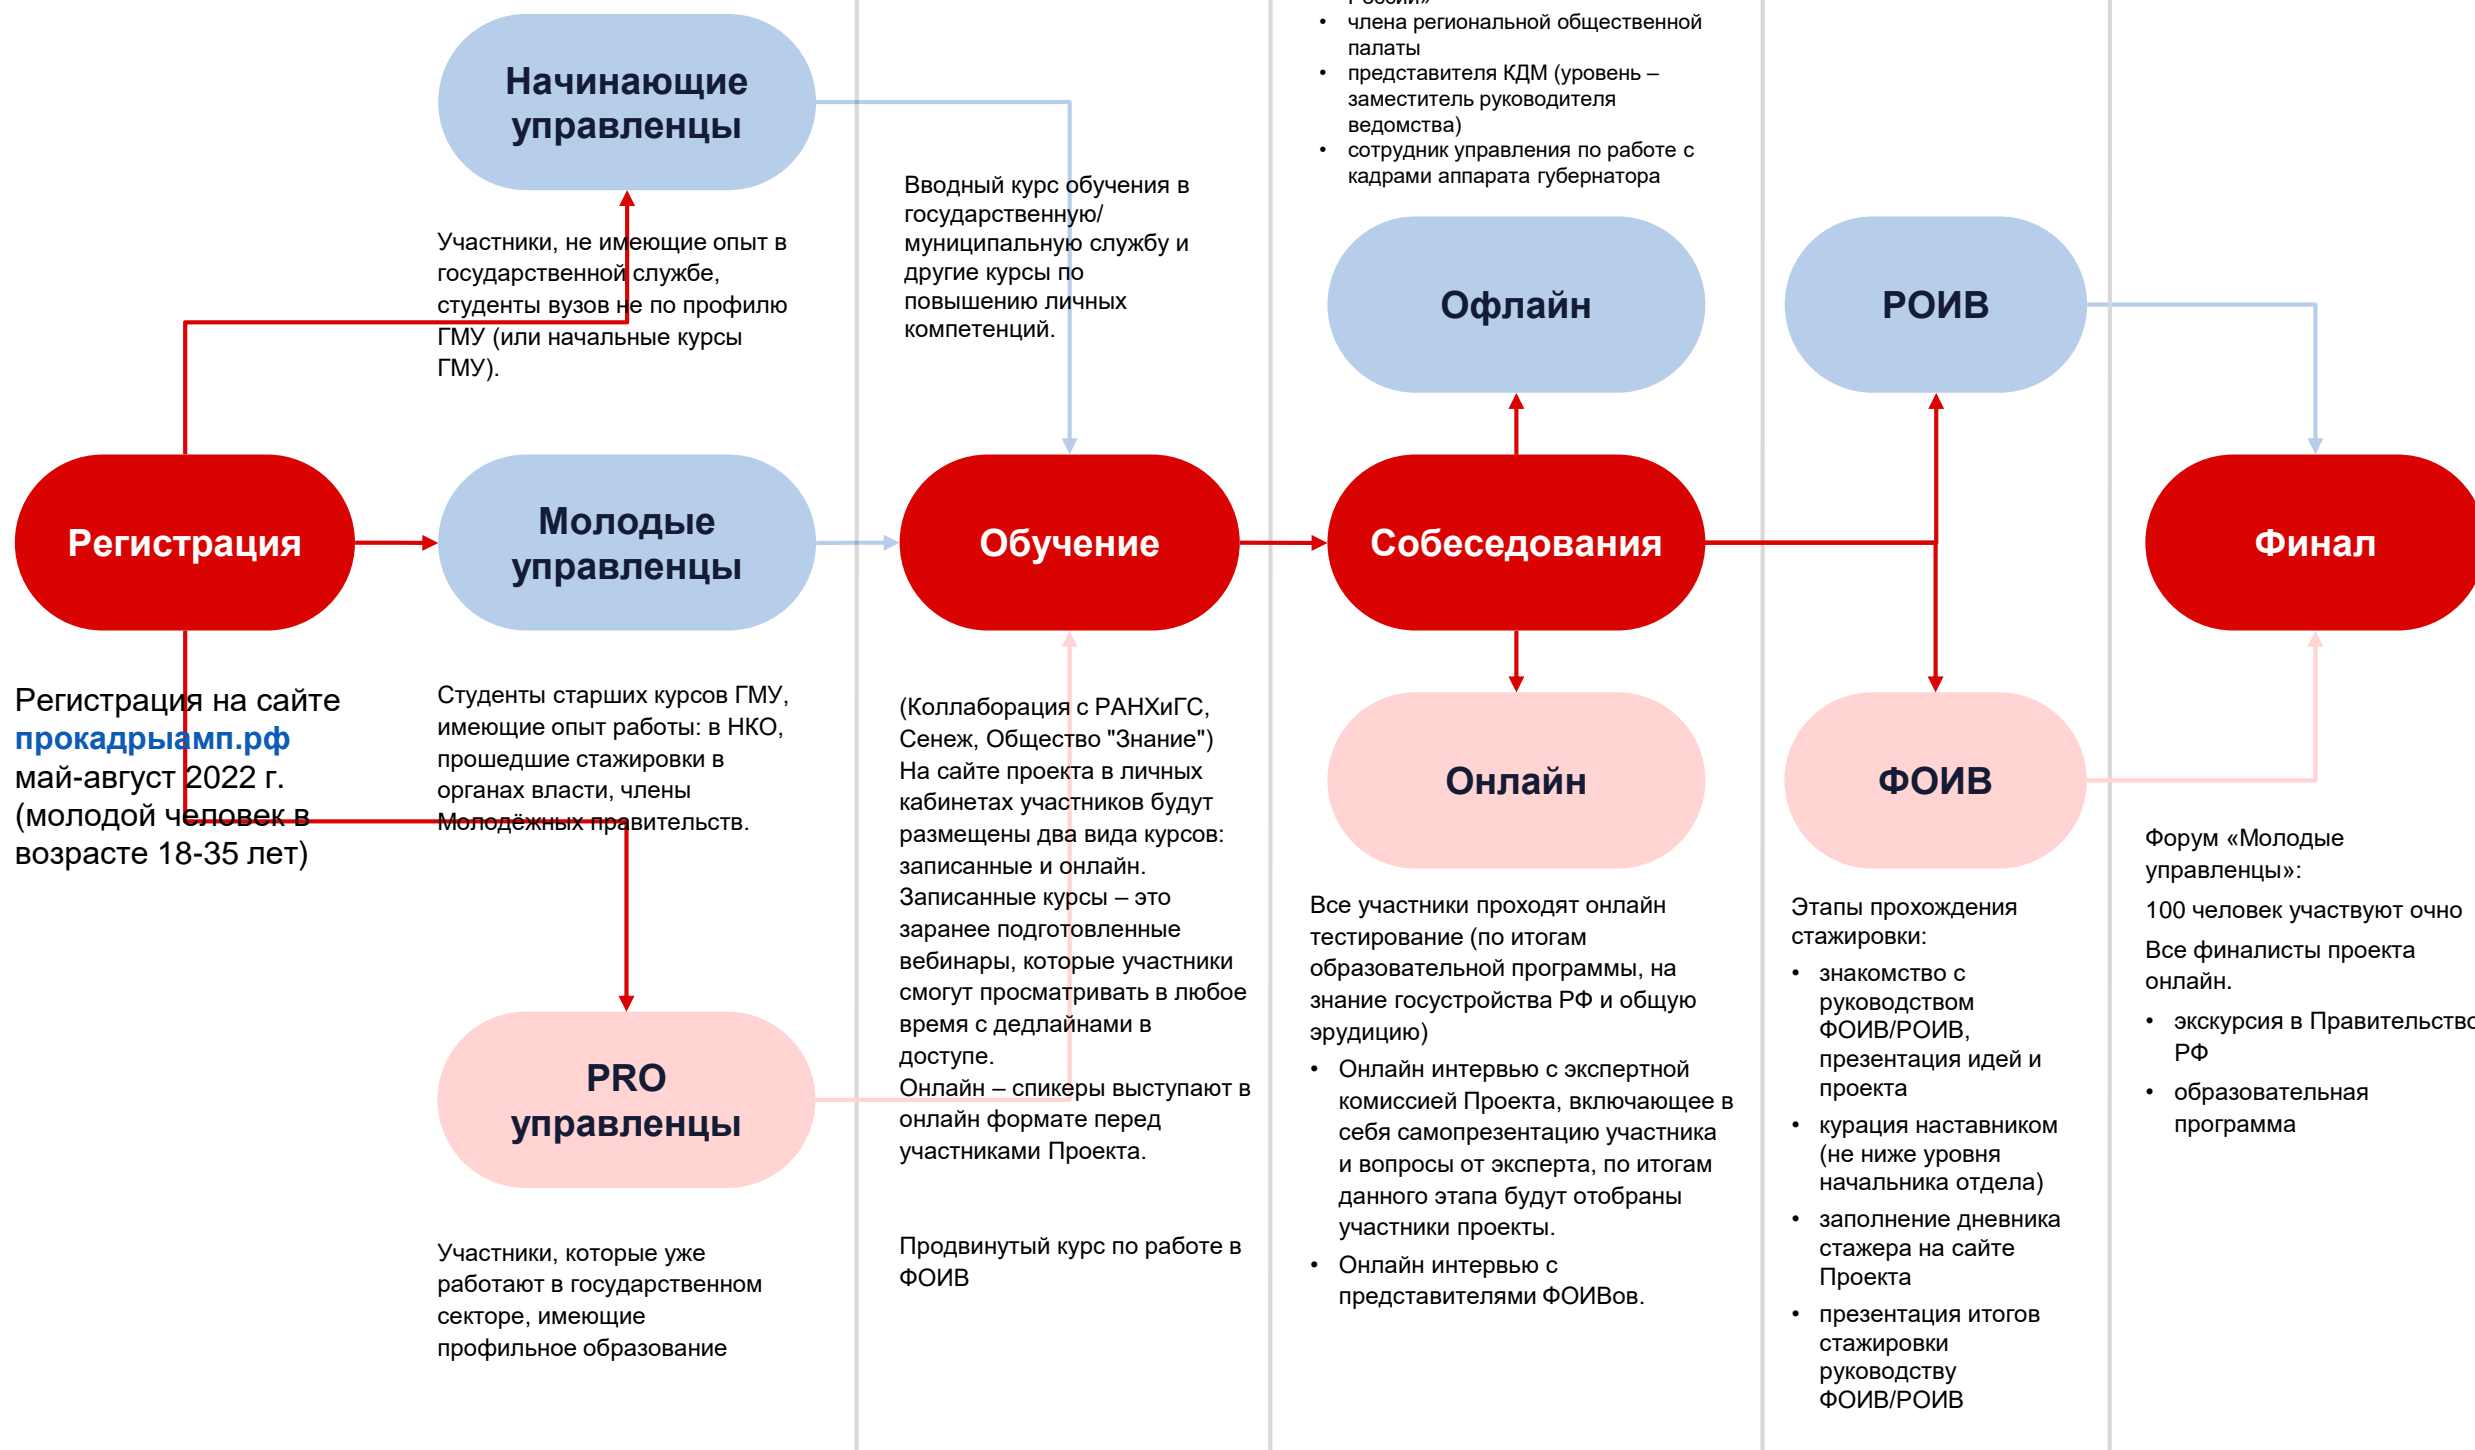 Регистрация
Регистрация на сайте
прокадрыамп.рф
май-август 2022 г.
(молодой человек в
возрасте 18-35 лет)
Начинающие
управленцы
Участники, не имеющие опыт в
государственной службе,
студенты вузов не по профилю
ГМУ (или начальные курсы
ГМУ).
Молодые
управленцы
Студенты старших курсов ГМУ,
имеющие опыт работы: в НКО,
прошедшие стажировки в
органах власти, члены
Молодёжных правительств.
PRO
управленцы
Участники, которые уже
работают в государственном
секторе, имеющие
профильное образование
Вводный курс обучения в
государственную/
муниципальную службу и
другие курсы по
повышению личных
компетенций.
Обучение
(Коллаборация с РАНХиГС,
Сенеж, Общество "Знание")
На сайте проекта в личных
кабинетах участников будут
размещены два вида курсов:
записанные и онлайн.
Записанные курсы – это
заранее подготовленные
вебинары, которые участники
смогут просматривать в любое
время с дедлайнами в
доступе.
Онлайн – спикеры выступают в
онлайн формате перед
участниками Проекта.
Продвинутый курс по работе в
ФОИВ
России»
• члена региональной общественной
палаты
• представителя КДМ (уровень –
заместитель руководителя
ведомства)
• сотрудник управления по работе с
кадрами аппарата губернатора
Офлайн
Собеседования
Онлайн
Все участники проходят онлайн
тестирование (по итогам
образовательной программы, на
знание госустройства РФ и общую
эрудицию)
• Онлайн интервью с экспертной
комиссией Проекта, включающее в
себя самопрезентацию участника
и вопросы от эксперта, по итогам
данного этапа будут отобраны
участники проекты.
• Онлайн интервью с
представителями ФОИВов.
РОИВ
ФОИВ
Этапы прохождения
стажировки:
• знакомство с
руководством
ФОИВ/РОИВ,
презентация идей и
проекта
• курация наставником
(не ниже уровня
начальника отдела)
• заполнение дневника
стажера на сайте
Проекта
• презентация итогов
стажировки
руководству
ФОИВ/РОИВ
Финал
Форум «Молодые
управленцы»:
100 человек участвуют очно
Все финалисты проекта
онлайн.
• экскурсия в Правительство
РФ
• образовательная
программа